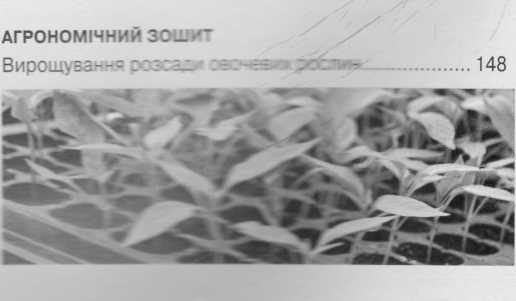 АГРОНОМІЧНИЙ ЗОШИТ
Вирощування розсади овочевих рослин.................... 148